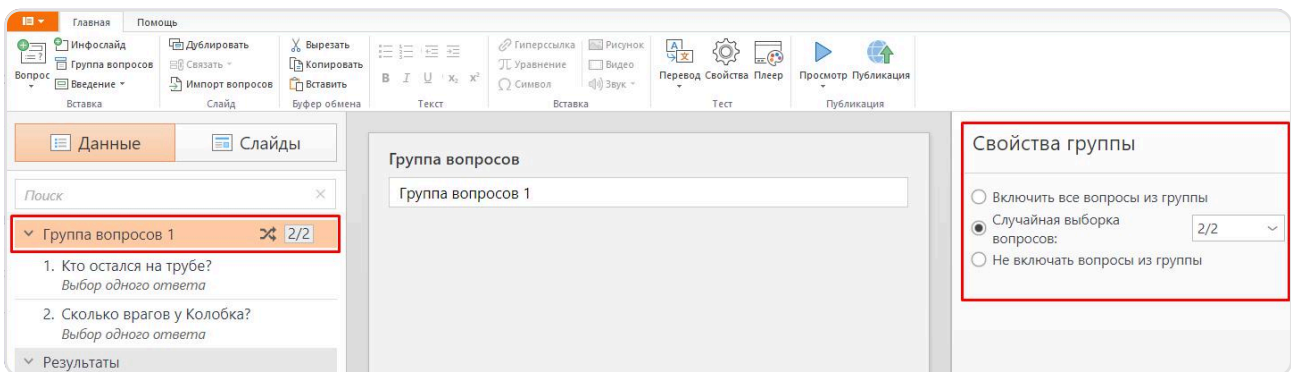 Главная Помощь
Вопрос
Инфослайд
Группа вопросов
Введение
Вставка
Дублировать
Связать
Импорт вопросов
Слайд
Вырезать
Копировать
Вставить
Буфер обмена
B I U X₂ X²
Текст
Гиперссылка
Уравнение
Символ
Рисунок
Видео
Звук
Вставка
Перевод Свойства Плеер
Тест
Просмотр Публикация
Публикация
Данные
Слайды
Поиск
Группа вопросов 1 2/2
1. Кто остался на трубе?
Выбор одного ответа
2. Сколько врагов у Колобка?
Выбор одного ответа
Результаты
Группа вопросов
Группа вопросов 1
Свойства группы
Включить все вопросы из группы
Случайная выборка
вопросов:
2/2
Не включать вопросы из группы